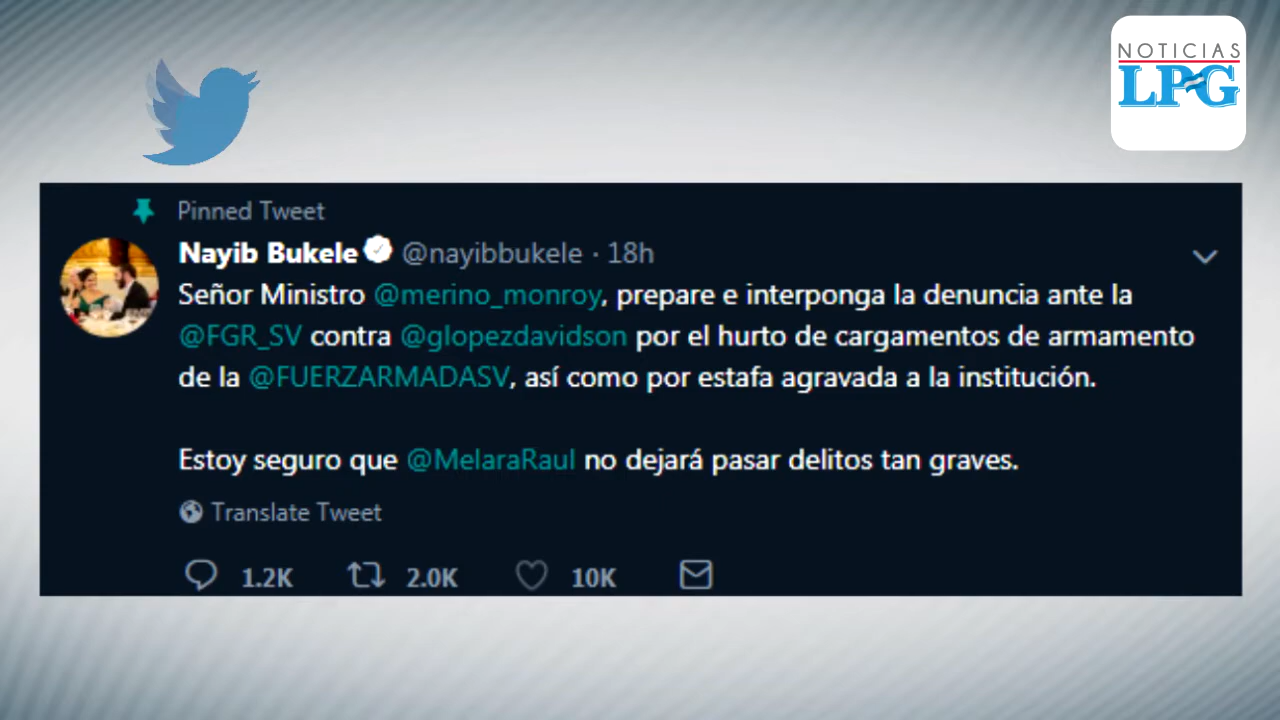 NOTICIAS
LPG
Pinned Tweet
Nayib Bukele @nayibbukele · 18h
Señor Ministro @merino_monroy, prepare e interponga la denuncia ante la
@FGR_SV contra @glopezdavidson por el hurto de cargamentos de armamento
de la @FUERZARMADASV, así como por estafa agravada a la institución.
Estoy seguro que @MelaraRaul no dejará pasar delitos tan graves.
Translate Tweet
1.2K 2.0K 10K